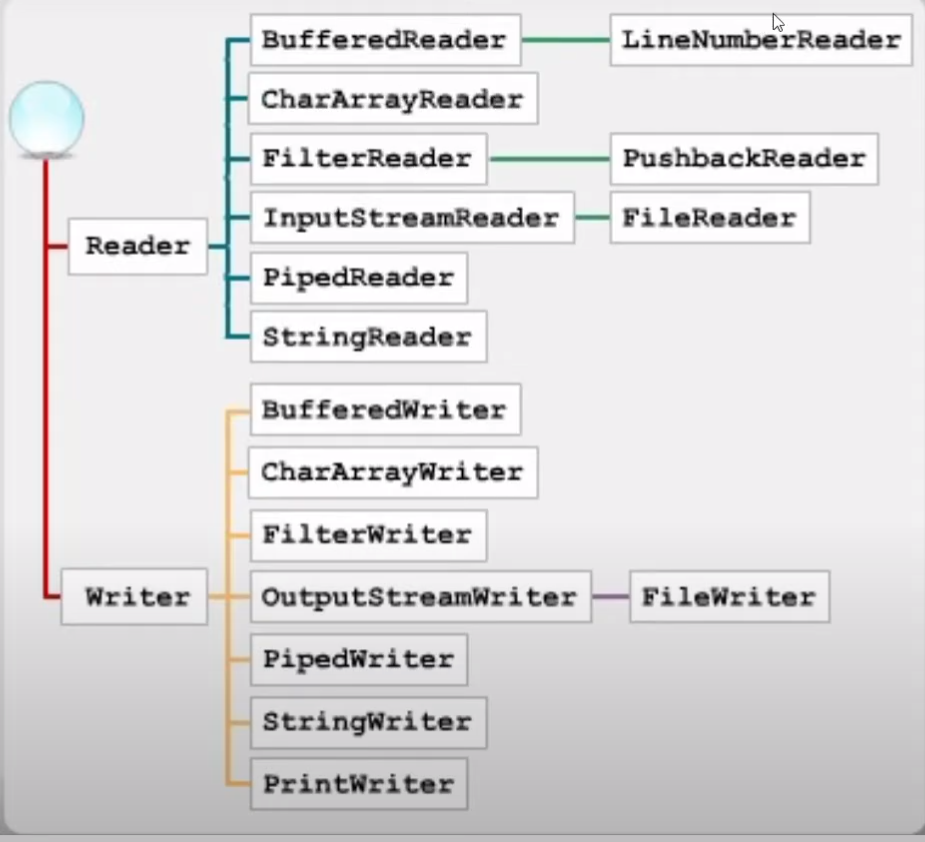 BufferedReader LineNumberReader
CharArrayReader
FilterReader PushbackReader
InputStreamReader FileReader
Reader
PipedReader
StringReader
BufferedWriter
CharArrayWriter
FilterWriter
Writer OutputStreamWriter FileWriter
PipedWriter
StringWriter
PrintWriter